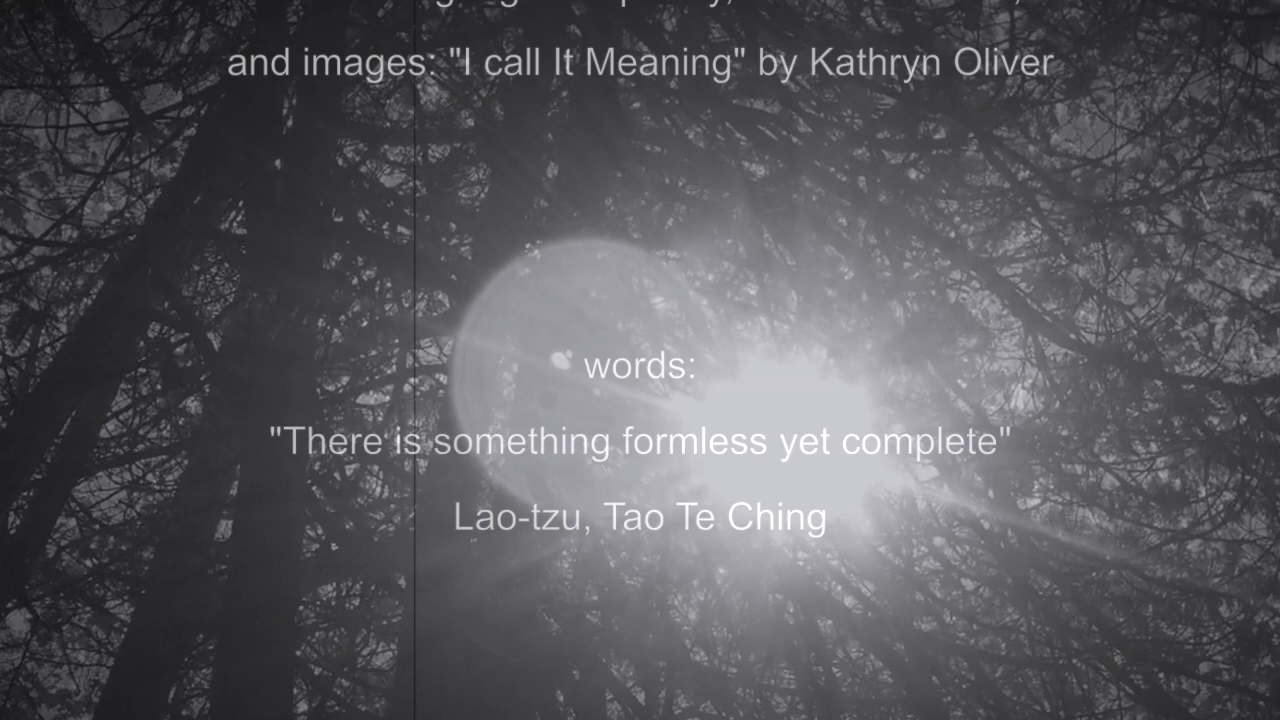 and images: "I call It Meaning" by Kathryn Oliver
words:
"There is something formless yet complete"
Lao-tzu, Tao Te Ching